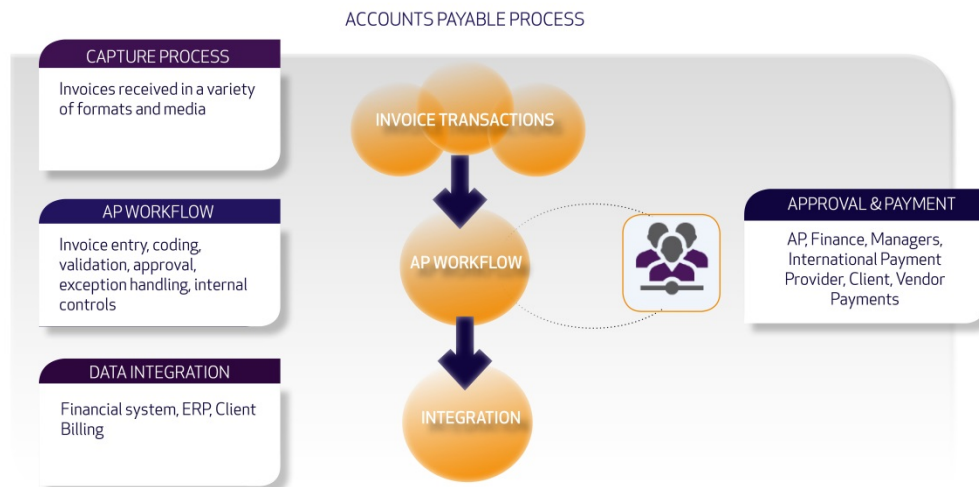 ACCOUNTS PAYABLE PROCESS
CAPTURE PROCESS
Invoices received in a variety
of formats and media
INVOICE TRANSACTIONS
AP WORKFLOW
Invoice entry, coding,
validation, approval,
exception handling, internal
controls
AP WORKFLOW
APPROVAL & PAYMENT
AP, Finance, Managers,
International Payment
Provider, Client, Vendor
Payments
DATA INTEGRATION
Financial system, ERP, Client
Billing
INTEGRATION